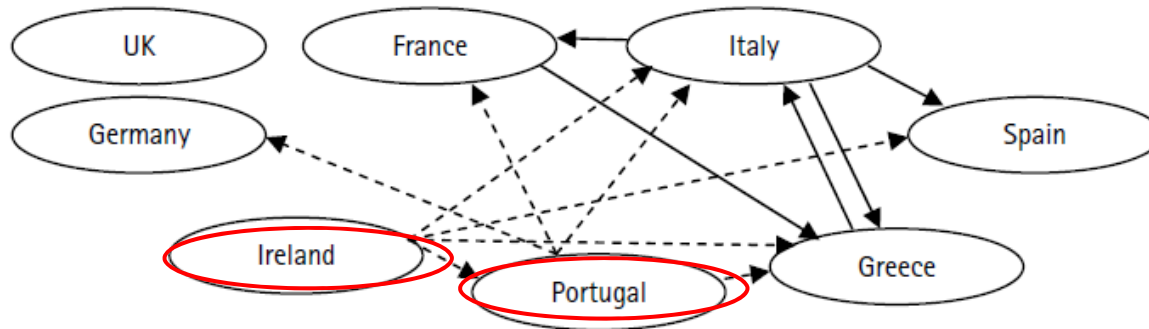 UK
France
Italy
Germany
Spain
Ireland
Portugal
Greece